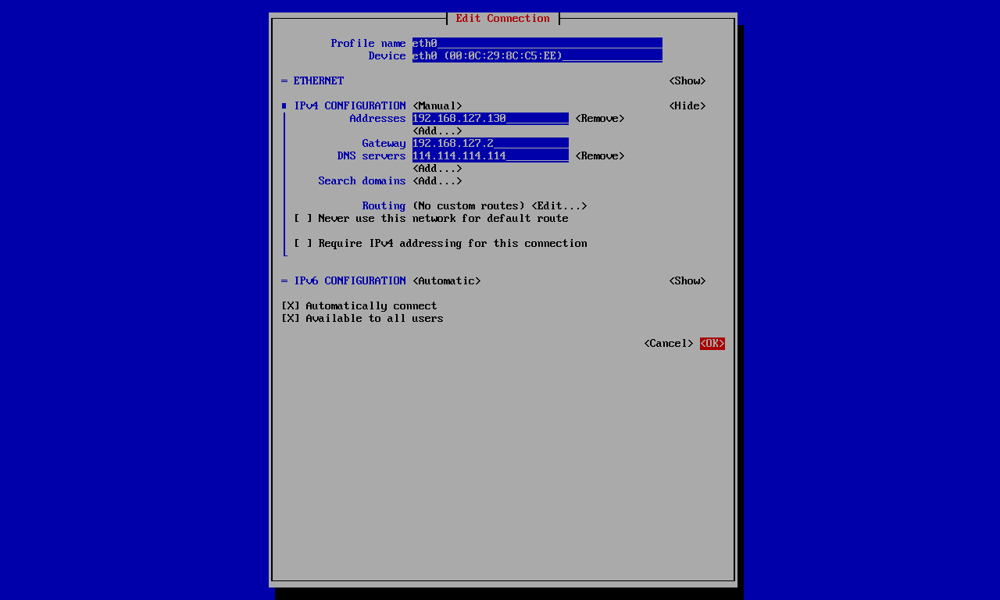 Edit Connection
Profile name eth0
Device eth0 (00:0C:29:8C:C5:EE)
= ETHERNET <Show>
IPv4 CONFIGURATION <Manual> <Hide>
Addresses 192.168.127.130 <Remove>
<Add...>
Gateway 192.168.127.2
DNS servers 114.114.114.114 <Remove>
<Add...>
Search domains <Add...>
Routing (No custom routes) <Edit...>
[ ] Never use this network for default route
[ ] Require IPv4 addressing for this connection
= IPv6 CONFIGURATION <Automatic> <Show>
[X] Automatically connect
[X] Available to all users
<Cancel> <OK>